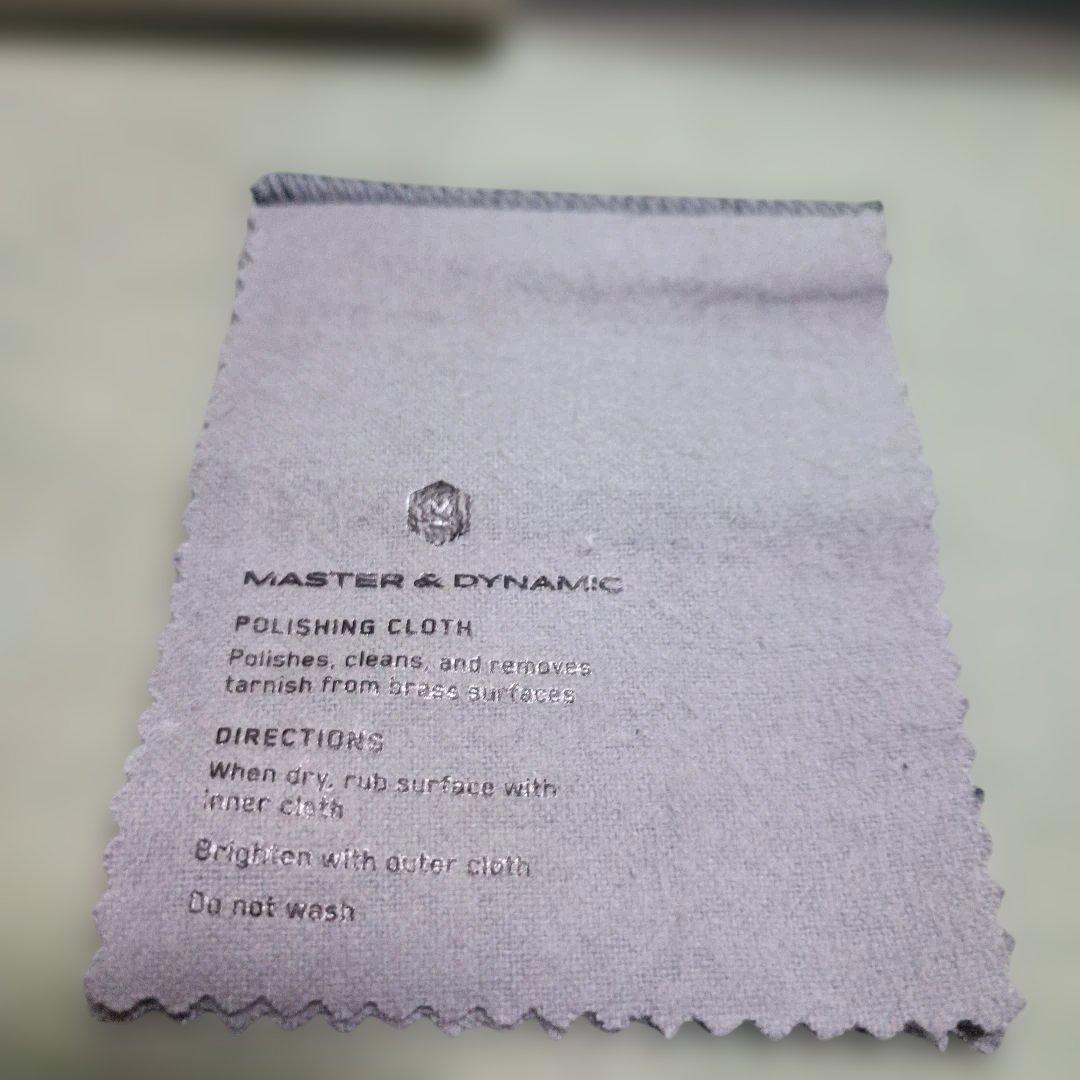 MASTER & DYNAMIC
POLISHING CLOTH
Polishes, cleans, and removes
tarnish from brass surfaces
DIRECTIONS
When dry, rub surface with
inner cloth
Brighten with outer cloth
Do not wash